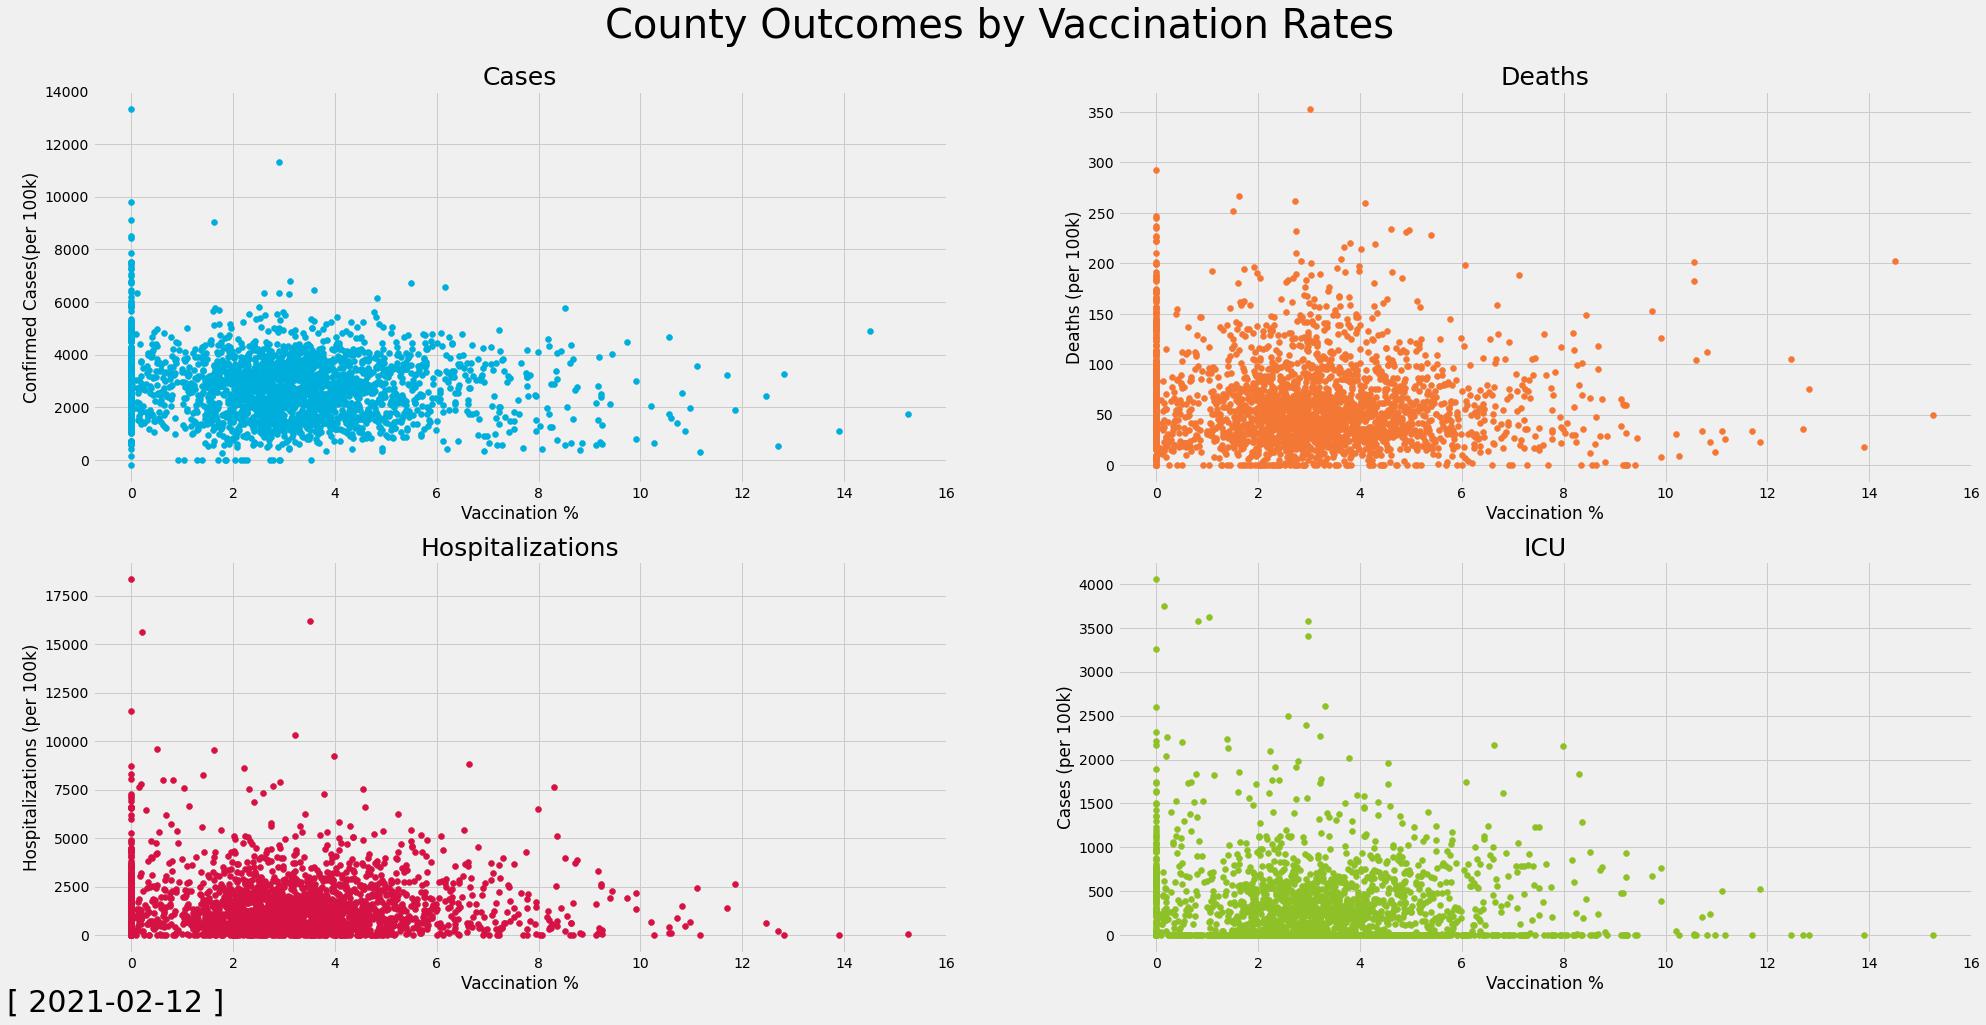 County Outcomes by Vaccination Rates
Cases
Confirmed Cases(per 100k)
14000
12000
10000
8000
6000
4000
2000
0
0 2 4 6 8 10 12 14 16
Vaccination %
Deaths
Deaths (per 100k)
350
300
250
200
150
100
50
0
0 2 4 6 8 10 12 14 16
Vaccination %
Hospitalizations
Hospitalizations (per 100k)
17500
15000
12500
10000
7500
5000
2500
0
0 2 4 6 8 10 12 14 16
Vaccination %
ICU
Cases (per 100k)
4000
3500
3000
2500
2000
1500
1000
500
0
0 2 4 6 8 10 12 14 16
Vaccination %
[ 2021-02-12 ]